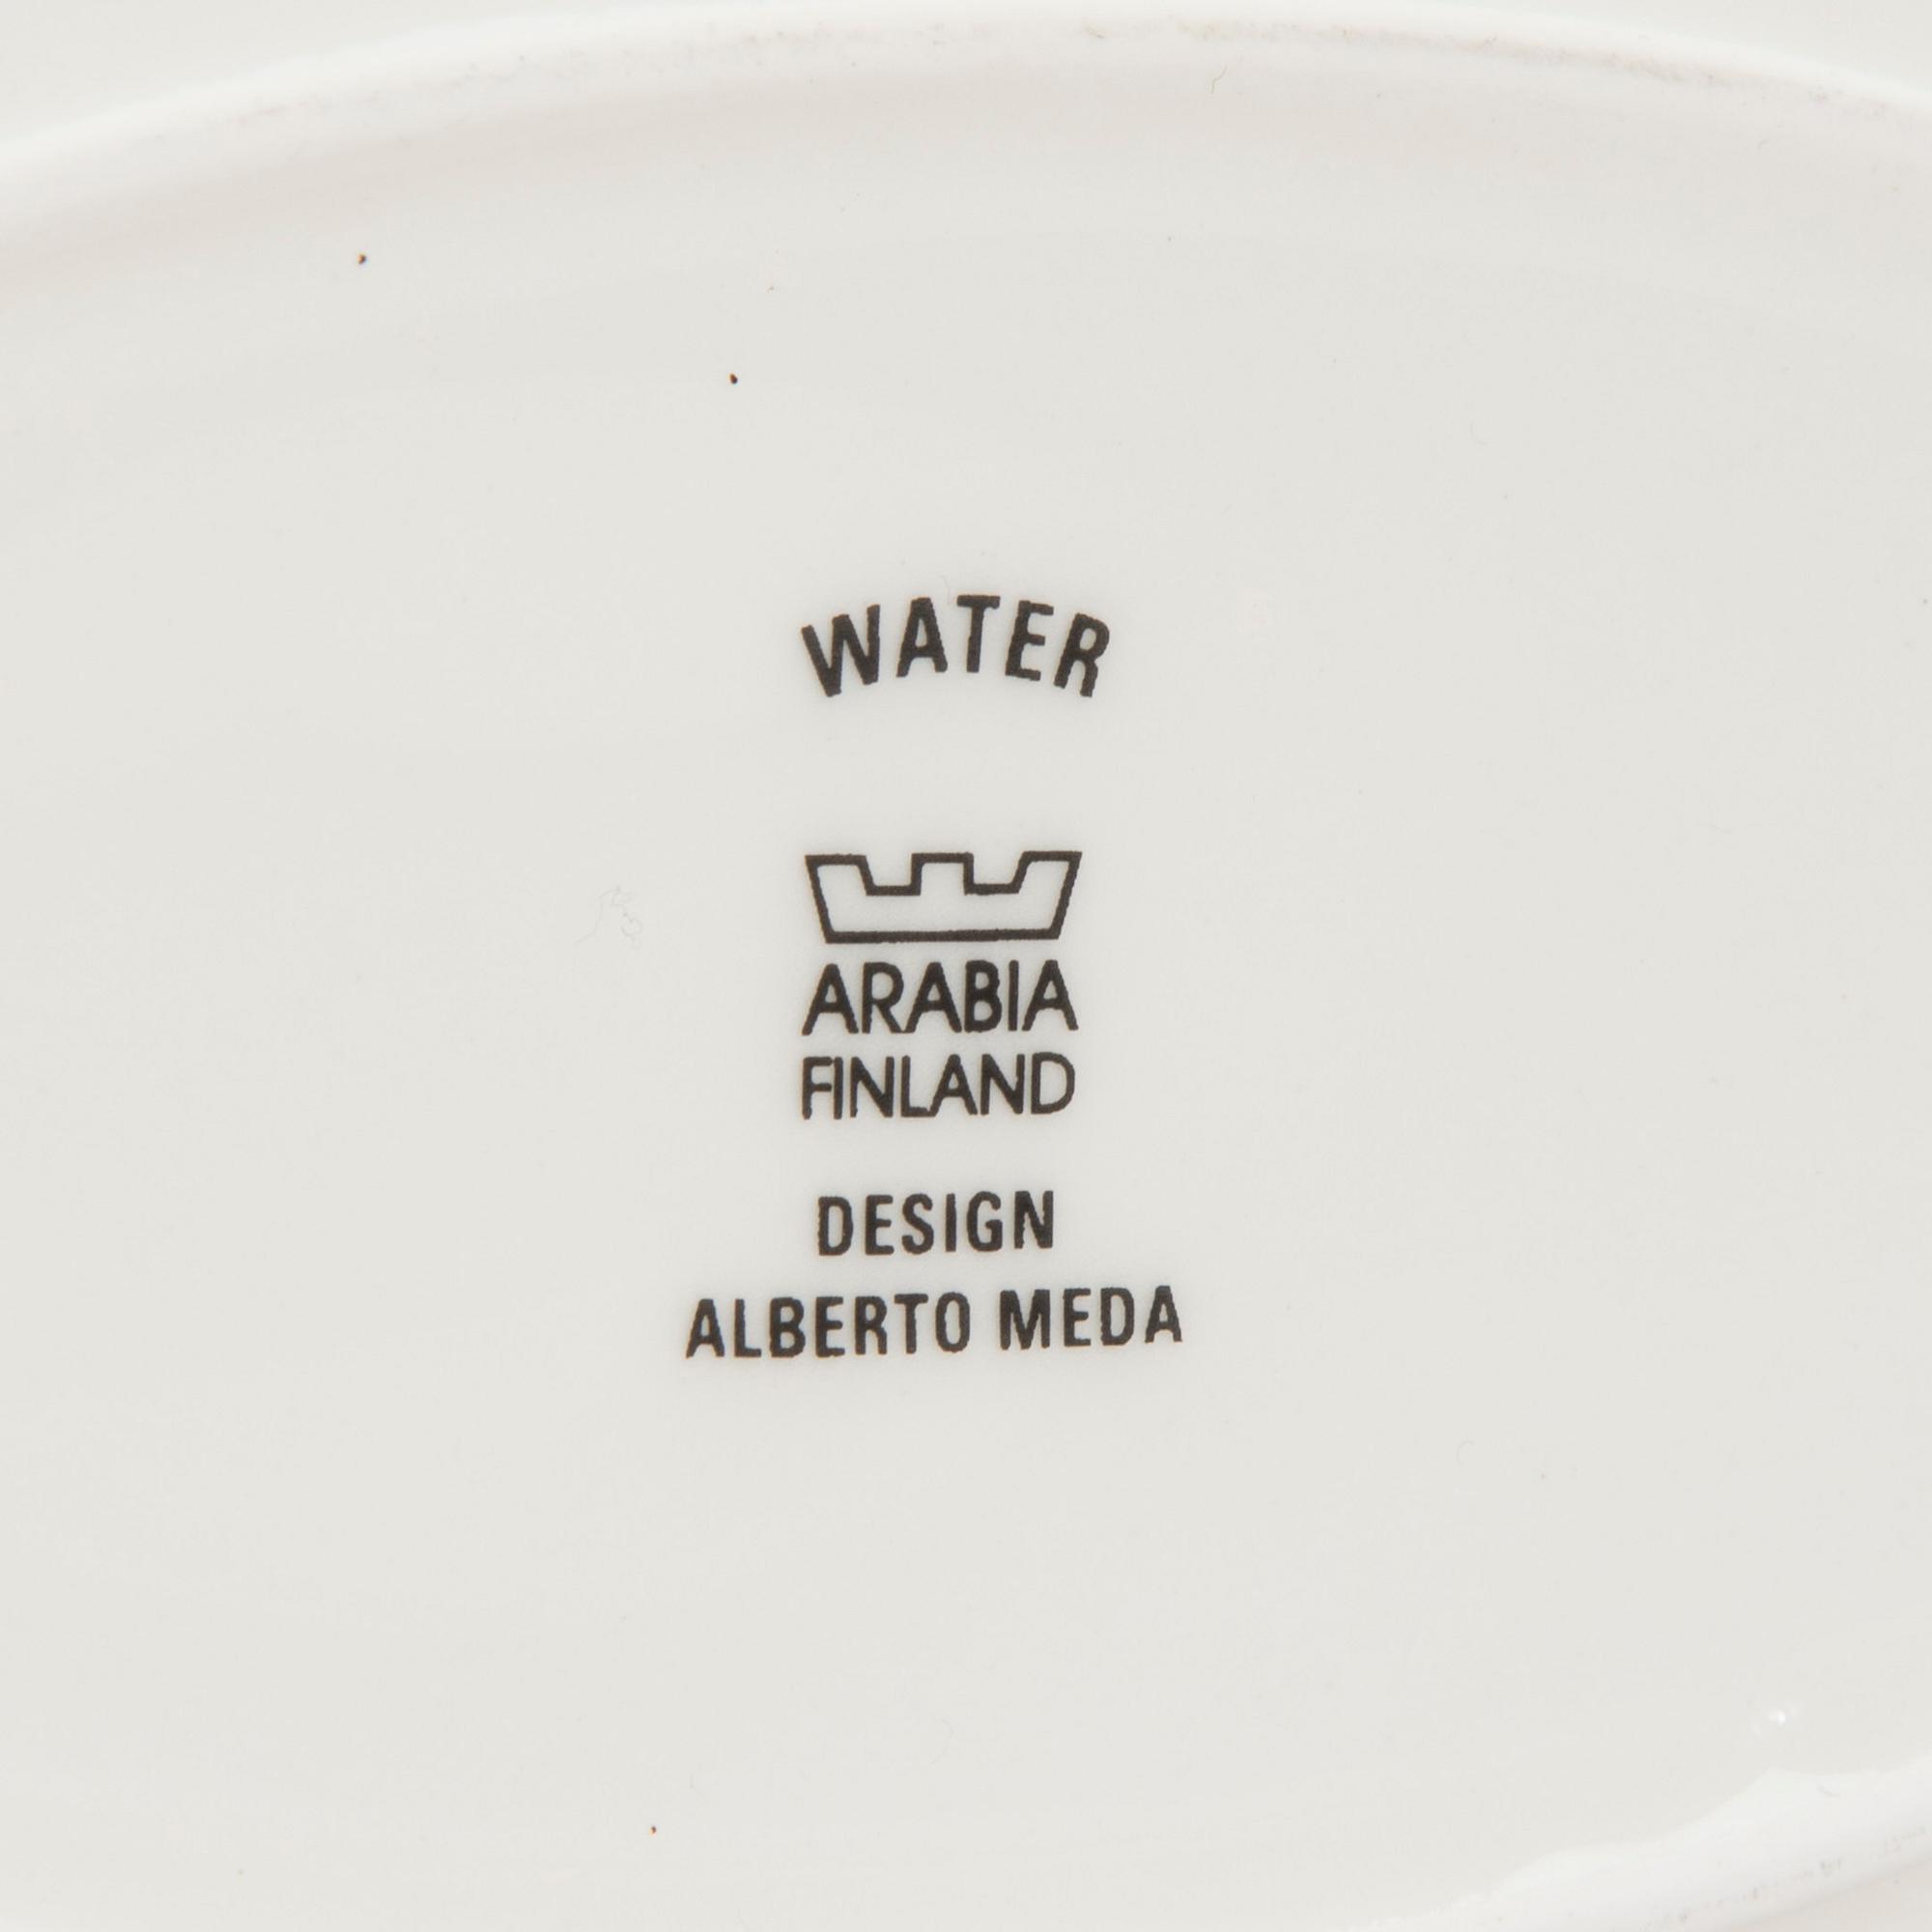 WATER
ARABIA
FINLAND
DESIGN
ALBERTO MEDA